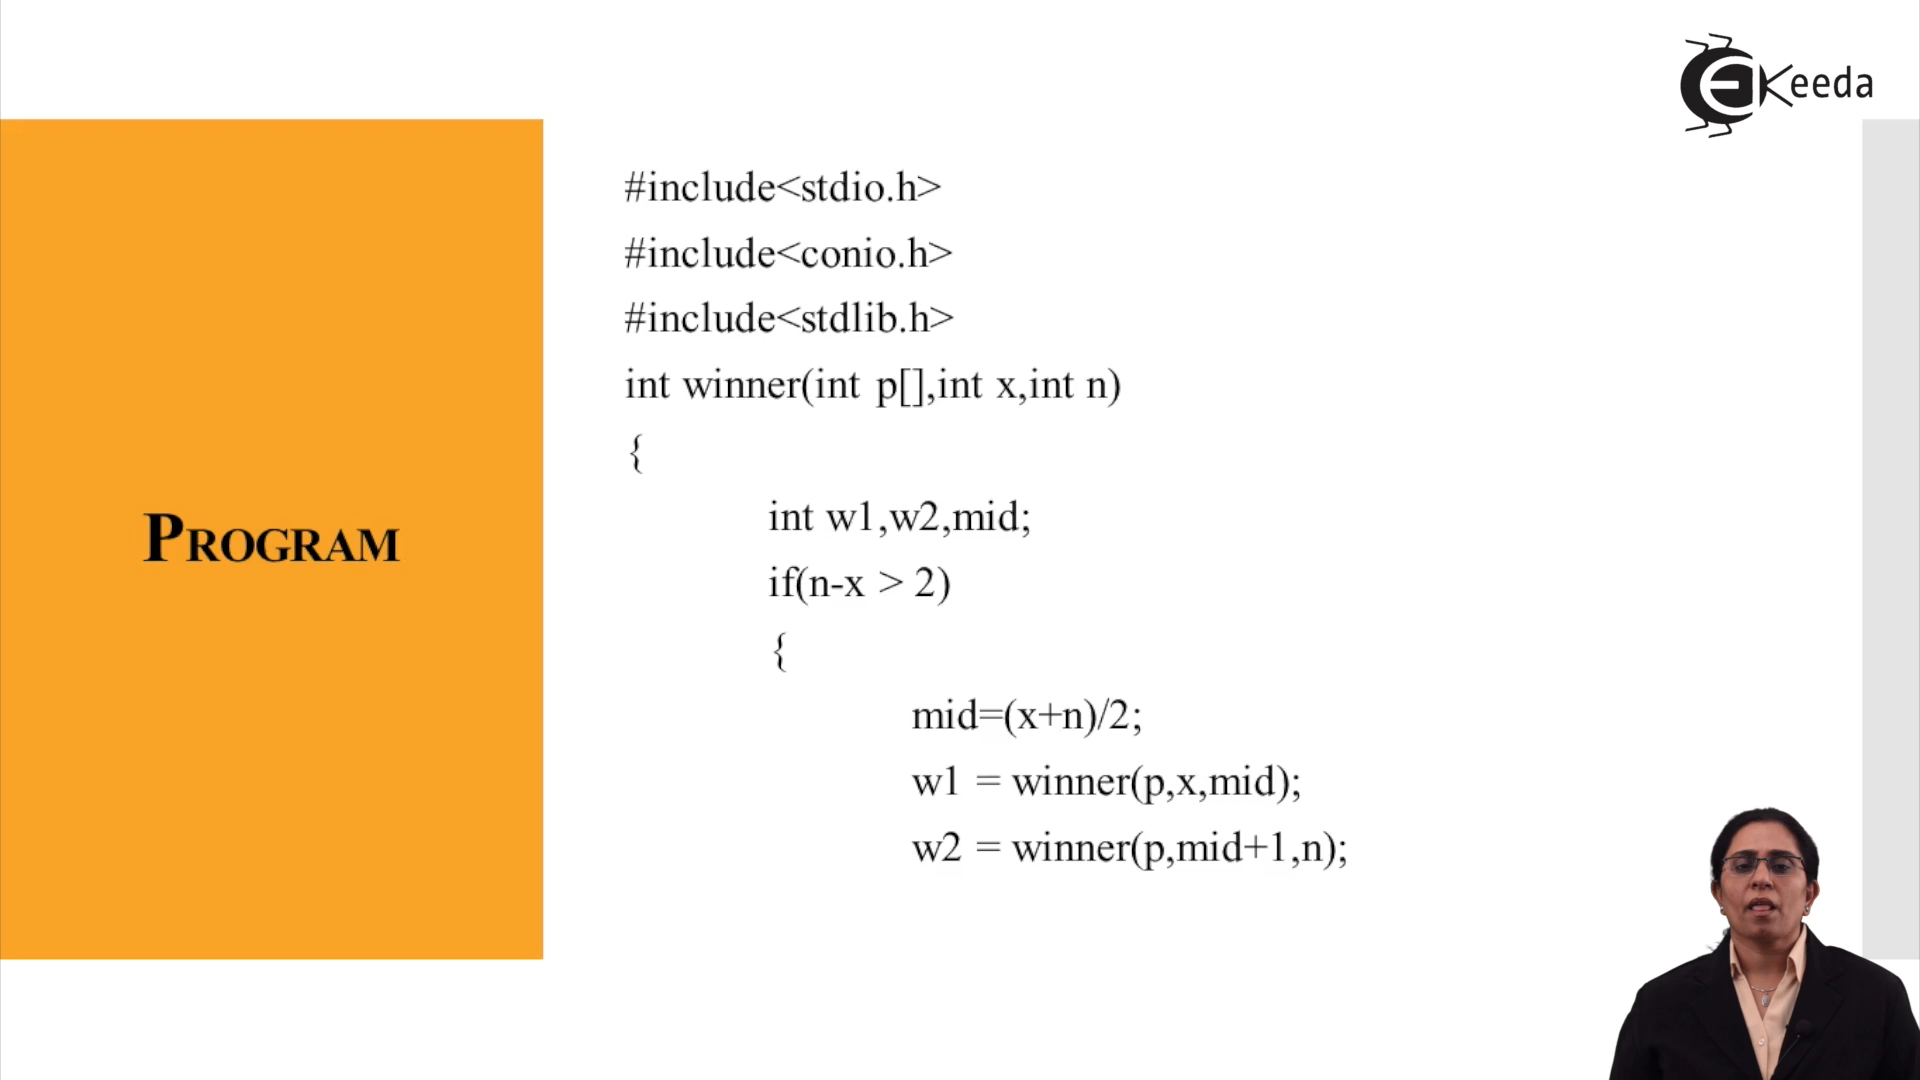 EKeeda
PROGRAM
#include<stdio.h>
#include<conio.h>
#include<stdlib.h>
int winner(int p[],int x,int n)
{
int w1,w2,mid;
if(n-x > 2)
{
mid=(x+n)/2;
w1 = winner(p,x,mid);
w2 = winner(p,mid+1,n);